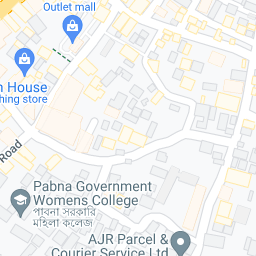 Outlet mall
n House
hing store
Road
Pabna Government
Womens College
পাবনা সরকারি
মহিলা কলেজ
AJR Parcel &
Courier Service Ltd